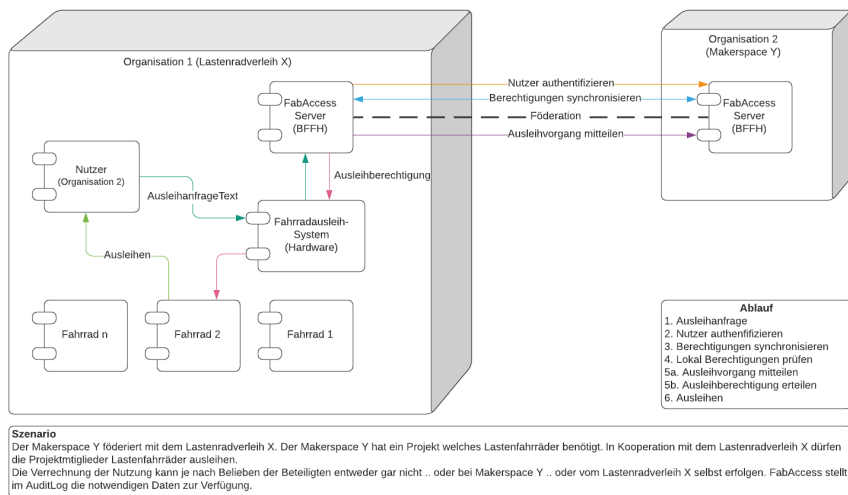 Organisation 1 (Lastenradverleih X)
Organisation 2
(Makerspace Y)
FabAccess
Server
(BFFH)
Nutzer authentifizieren
Berechtigungen synchronisieren
Föderation
Ausleihvorgang mitteilen
FabAccess
Server
(BFFH)
Nutzer
(Organisation 2)
AusleihanfrageText
Ausleihberechtigung
Fahrradausleih-
System
(Hardware)
Ausleihen
Fahrrad n
Fahrrad 2
Fahrrad 1
Ablauf
1. Ausleihanfrage
2. Nutzer authenfifizieren
3. Berechtigungen synchronisieren
4. Lokal Berechtigungen prüfen
5a. Ausleihvorgang mitteilen
5b. Ausleihberechtigung erteilen
6. Ausleihen
Szenario
Der Makerspace Y föderiert mit dem Lastenradverleih X. Der Makerspace Y hat ein Projekt welches Lastenfahrräder benötigt. In Kooperation mit dem Lastenradverleih X dürfen
die Projektmtiglieder Lastenfahrräder ausleihen.
Die Verrechnung der Nutzung kann je nach Belieben der Beteiligten entweder gar nicht .. oder bei Makerspace Y .. oder vom Lastenradverleih X selbst erfolgen. FabAccess stellt
im AuditLog die notwendigen Daten zur Verfügung.